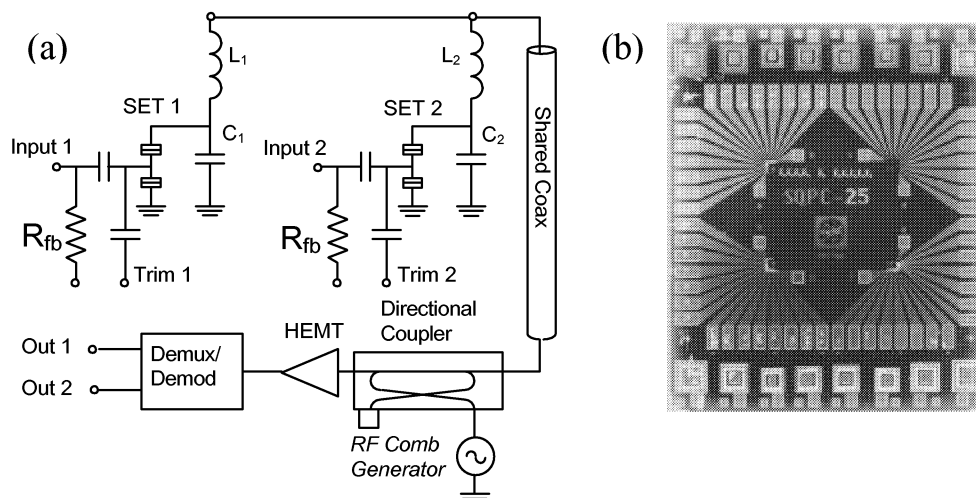 (a)
L1
L2
(b)
SET 1
SET 2
C1
C2
Input 1
Input 2
Shared Coax
SQPC-25
Rfb
Rfb
Trim 1
Trim 2
Directional
Coupler
HEMT
Out 1
Demux/
Demod
Out 2
RF Comb
Generator